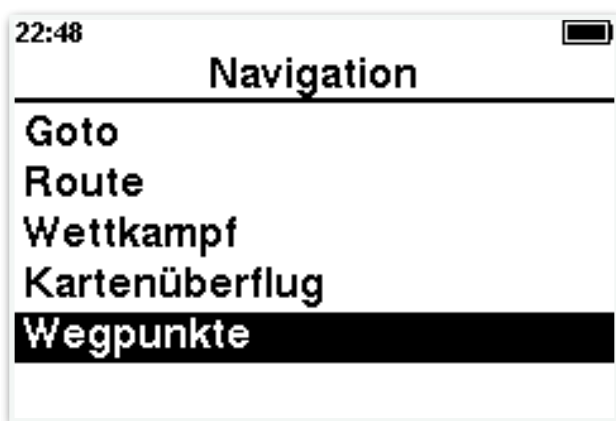 22:48
Navigation
Goto
Route
Wettkampf
Kartenüberflug
Wegpunkte